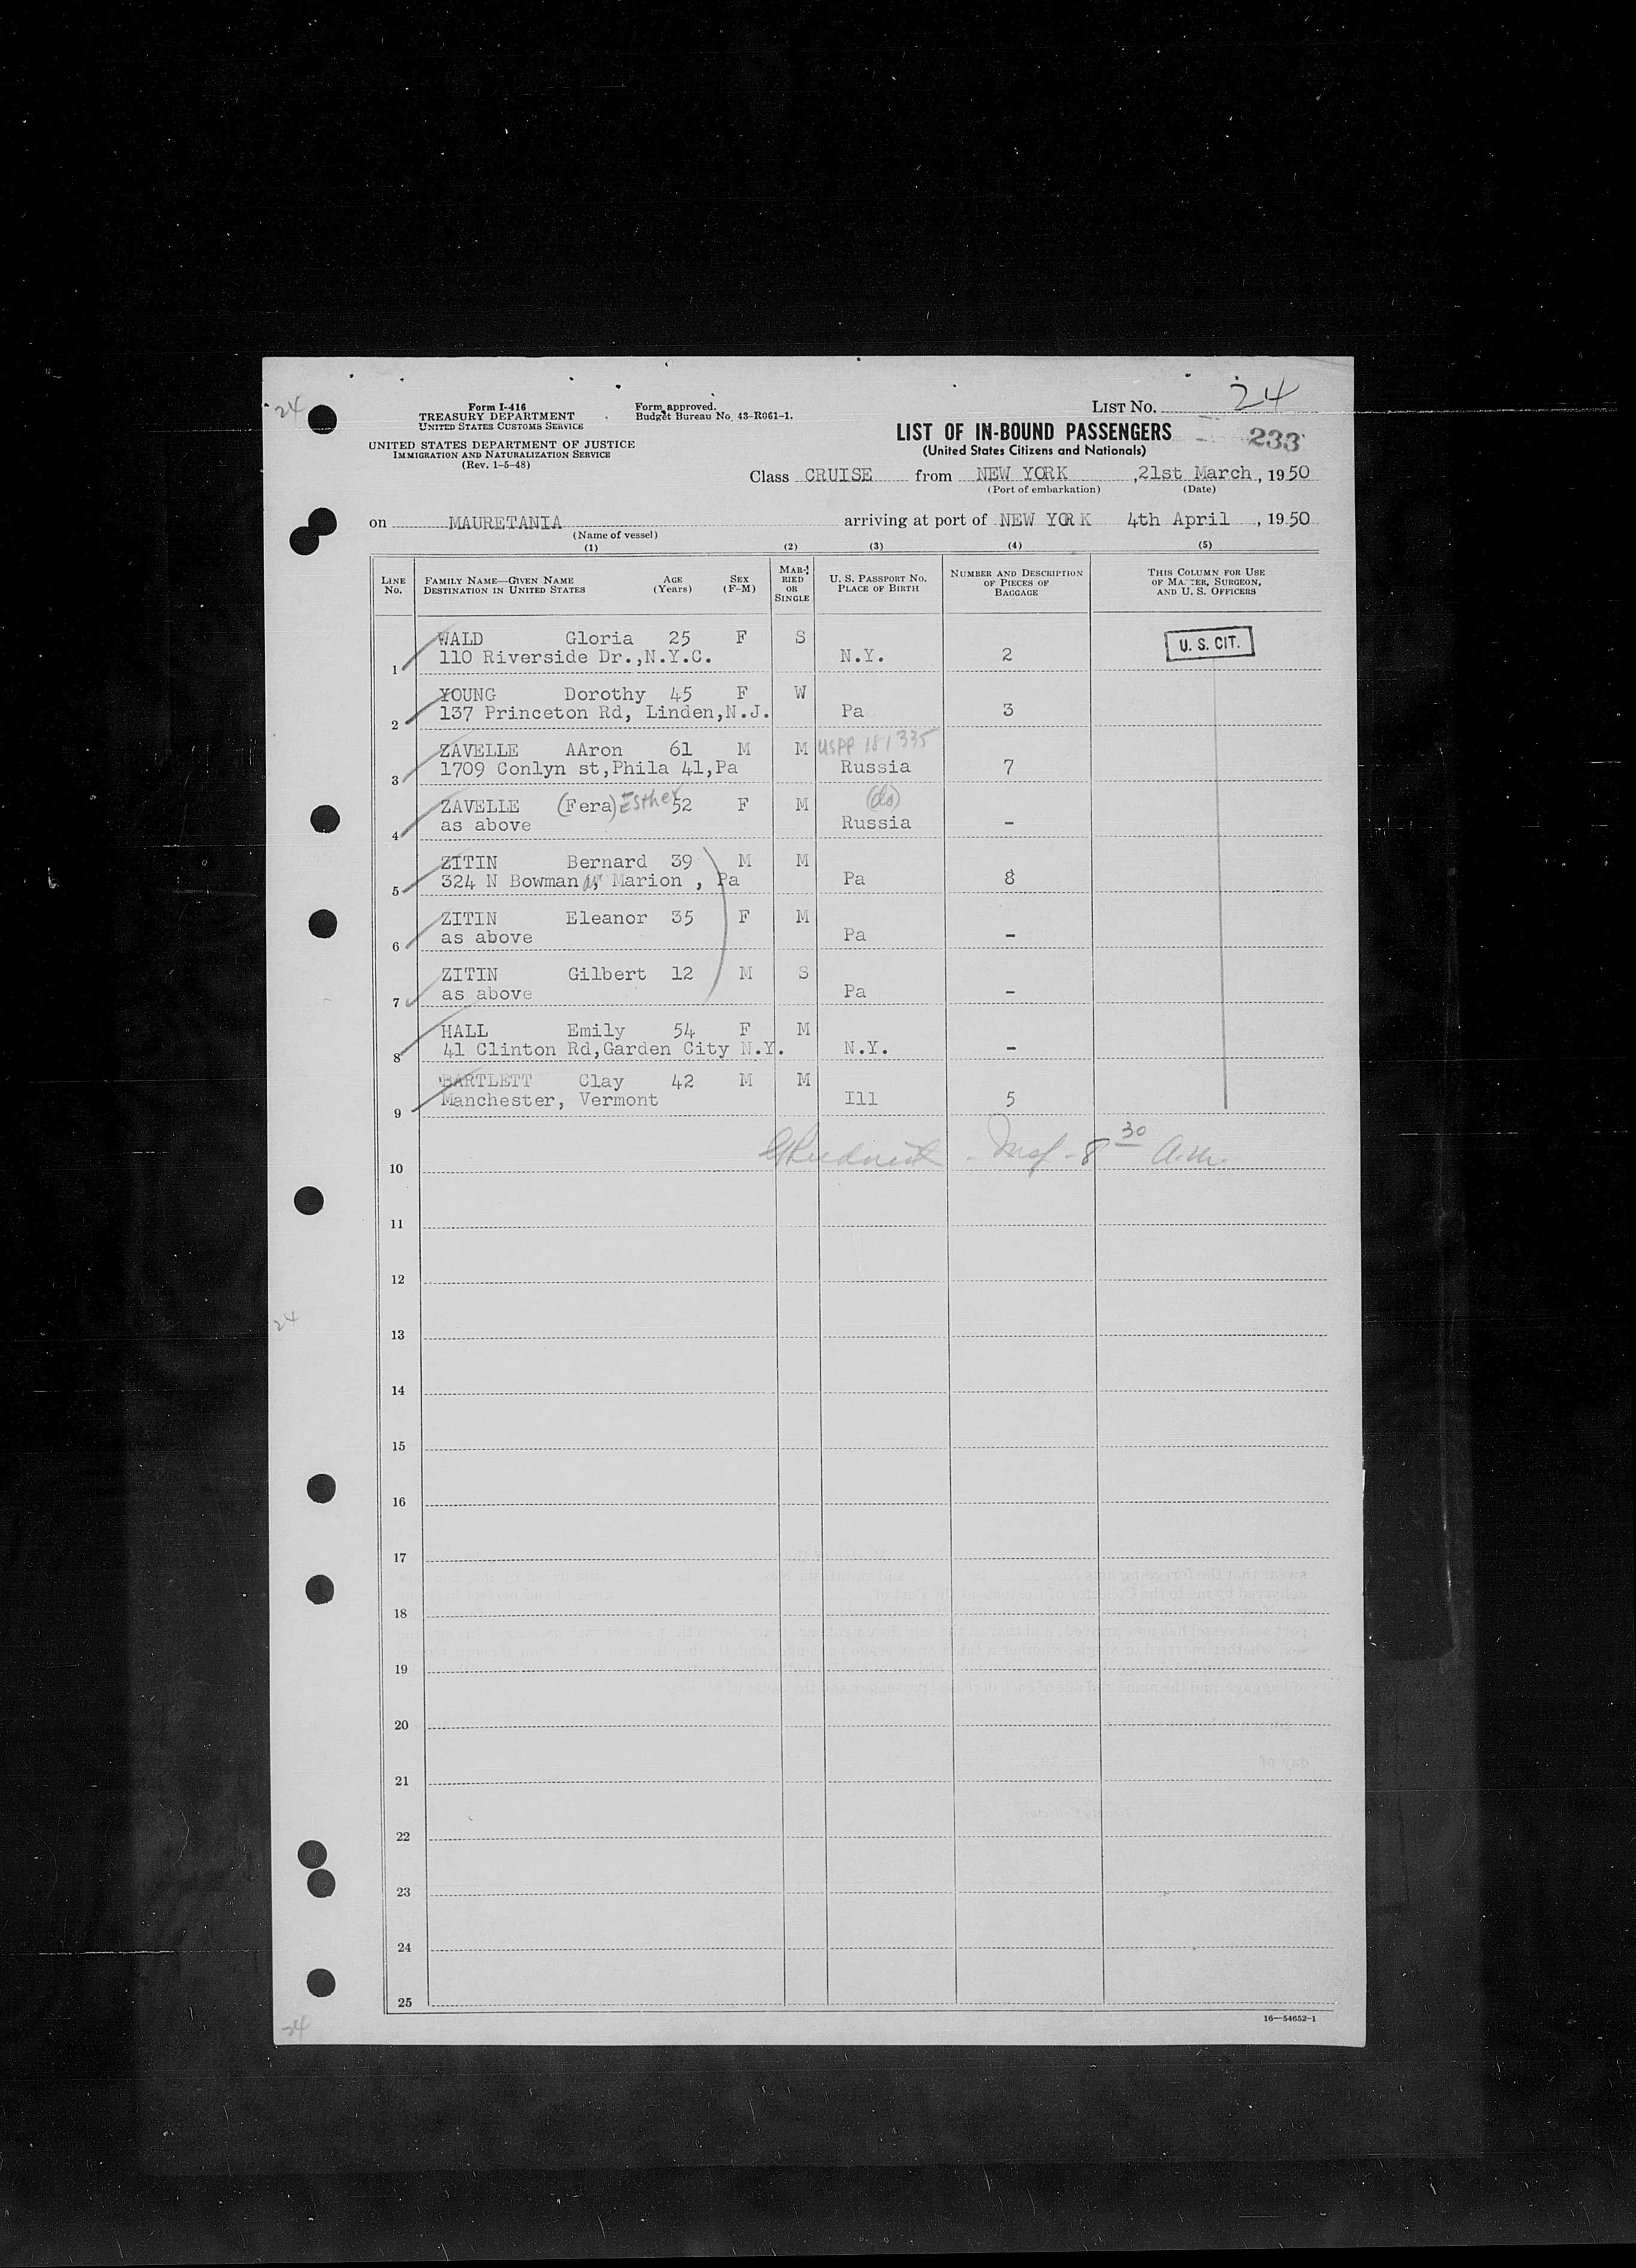 24
Form I-416
TREASURY DEPARTMENT
UNITED STATES CUSTOMS SERVICE
UNITED STATES DEPARTMENT OF JUSTICE
IMMIGRATION AND NATURALIZATION SERVICE
(Rev. 1-5-48)
Form approved.
Budget Bureau No. 43-R061-1.
LIST NO. 24
LIST OF IN-BOUND PASSENGERS
233
(United States Citizens and Nationals)
Class CRUISE from NEW YORK ,21st March, 1950
(Port of embarkation) (Date)
on MAURETANIA arriving at port of NEW YORK 4th April , 1950
(Name of vessel)
(1) (2) (3) (4) (5)
LINE No. FAMILY NAME—GIVEN NAME DESTINATION IN UNITED STATES AGE (Years) SEX (F-M) MARRIED OR SINGLE U. S. PASSPORT NO. PLACE OF BIRTH NUMBER AND DESCRIPTION OF PIECES OF BAGGAGE THIS COLUMN FOR USE OF MASTER, SURGEON, AND U. S. OFFICERS
WALD Gloria 25 F S U. S. CIT.
1 110 Riverside Dr.,N.Y.C. N.Y. 2
YOUNG Dorothy 45 F W
2 137 Princeton Rd, Linden,N.J. Pa 3
ZAVELLE AAron 61 M M USPP 181335
3 1709 Conlyn st,Phila 41,Pa Russia 7
ZAVELLE (Fera) Esther 52 F M (do)
4 as above Russia -
ZITIN Bernard 39 M M
5 324 N Bowman av Marion , Pa Pa 8
ZITIN Eleanor 35 F M
6 as above Pa -
ZITIN Gilbert 12 M S
7 as above Pa -
HALL Emily 54 F M
8 41 Clinton Rd,Garden City N.Y. N.Y. -
BARTLETT Clay 42 M M
9 Manchester, Vermont Ill 5
8 30 A.M.
10
11
12
24
13
14
15
16
17
18
19
20
21
22
23
24
25
16—54652-1
24